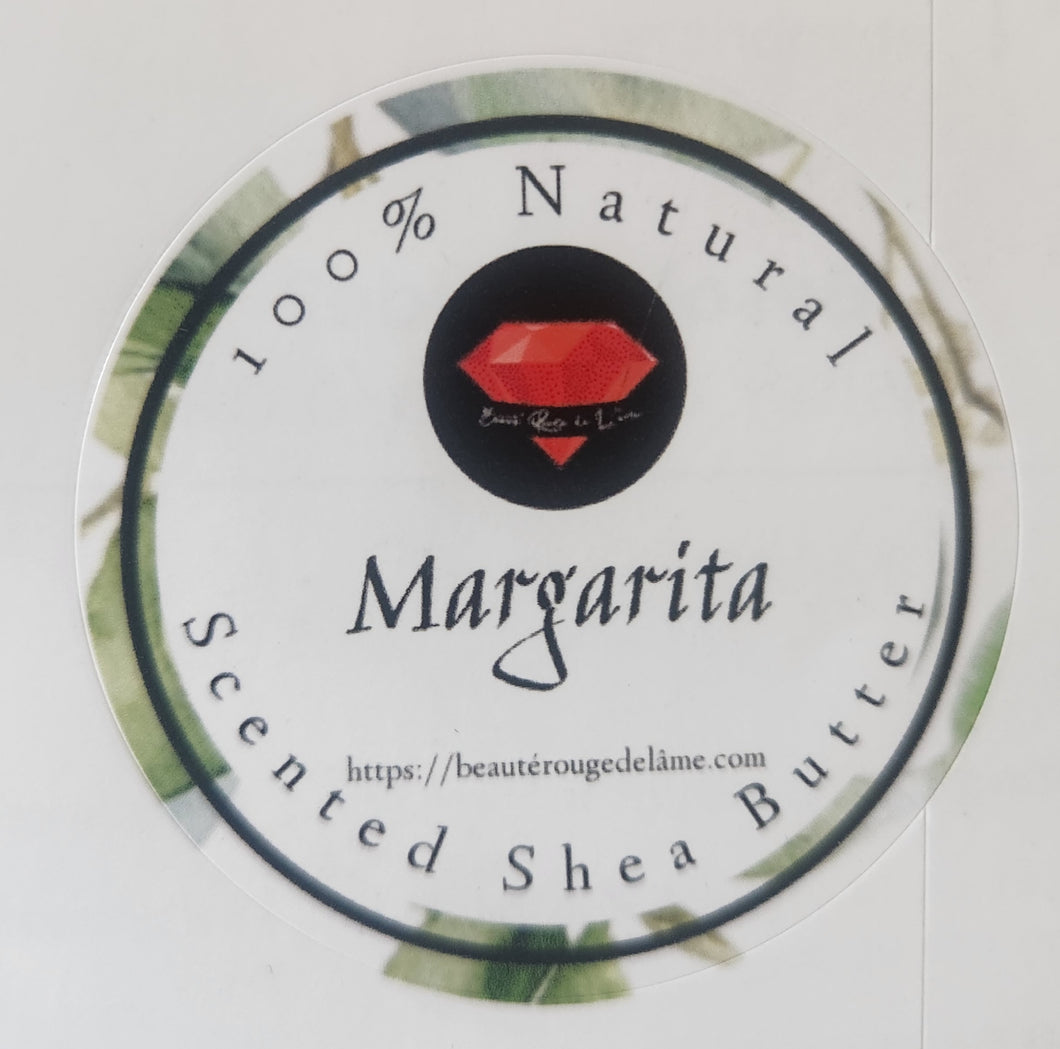 100% Natural
Margarita
https://beautérougedelâme.com
Scented Shea Butter